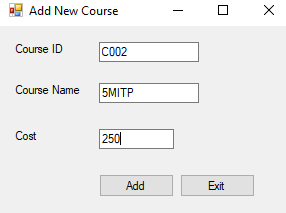 Add New Course
Course ID C002
Course Name 5MITP
Cost 250
Add Exit